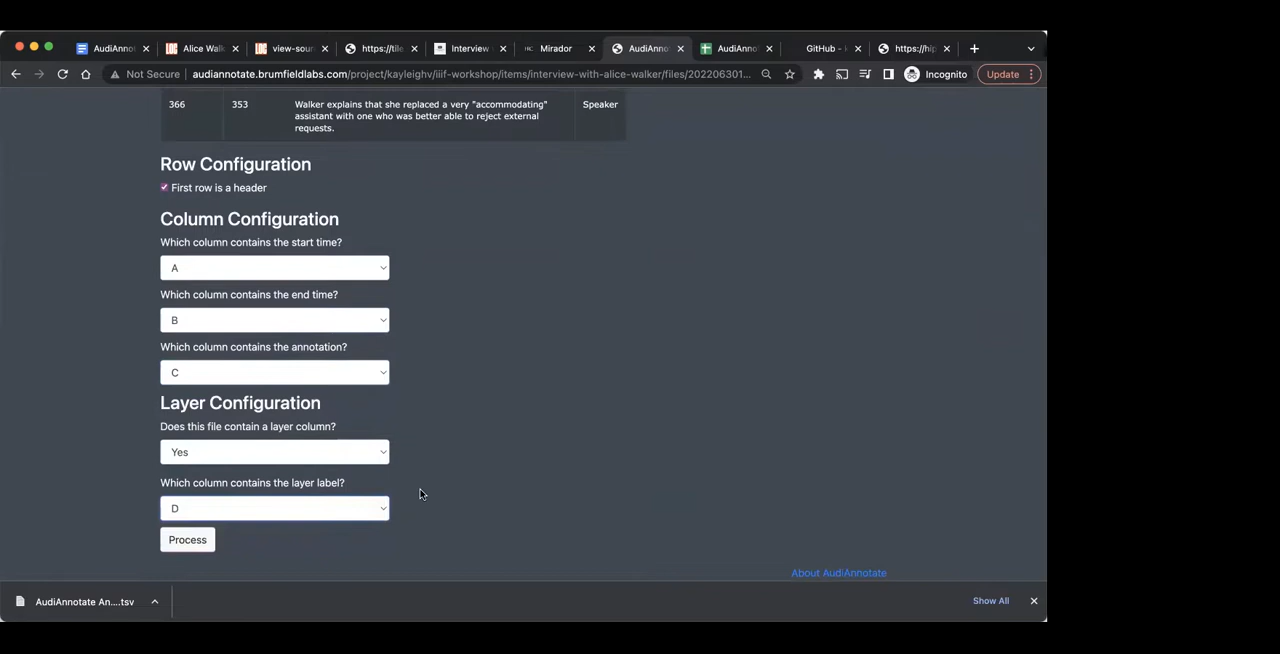 AudiAnno
Alice Walk
view-sour
https://tile
Interview
Mirador
AudiAnno
AudiAnno
GitHub -
https://hip
Not Secure
audiannotate.brumfieldlabs.com/project/kayleighv/iiif-workshop/items/interview-with-alice-walker/files/202206301...
Incognito
Update
366 353 Walker explains that she replaced a very "accommodating" Speaker
assistant with one who was better able to reject external
requests.
Row Configuration
First row is a header
Column Configuration
Which column contains the start time?
A
Which column contains the end time?
B
Which column contains the annotation?
C
Layer Configuration
Does this file contain a layer column?
Yes
Which column contains the layer label?
D
Process
About AudiAnnotate
AudiAnnotate An....tsv
Show All